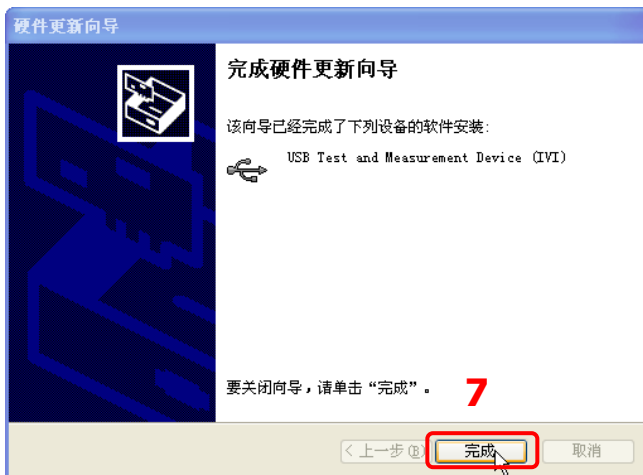 硬件更新向导
完成硬件更新向导
该向导已经完成了下列设备的软件安装:
USB Test and Measurement Device (IVI)
要关闭向导，请单击“完成”。
7
<上一步(B) 完成 取消